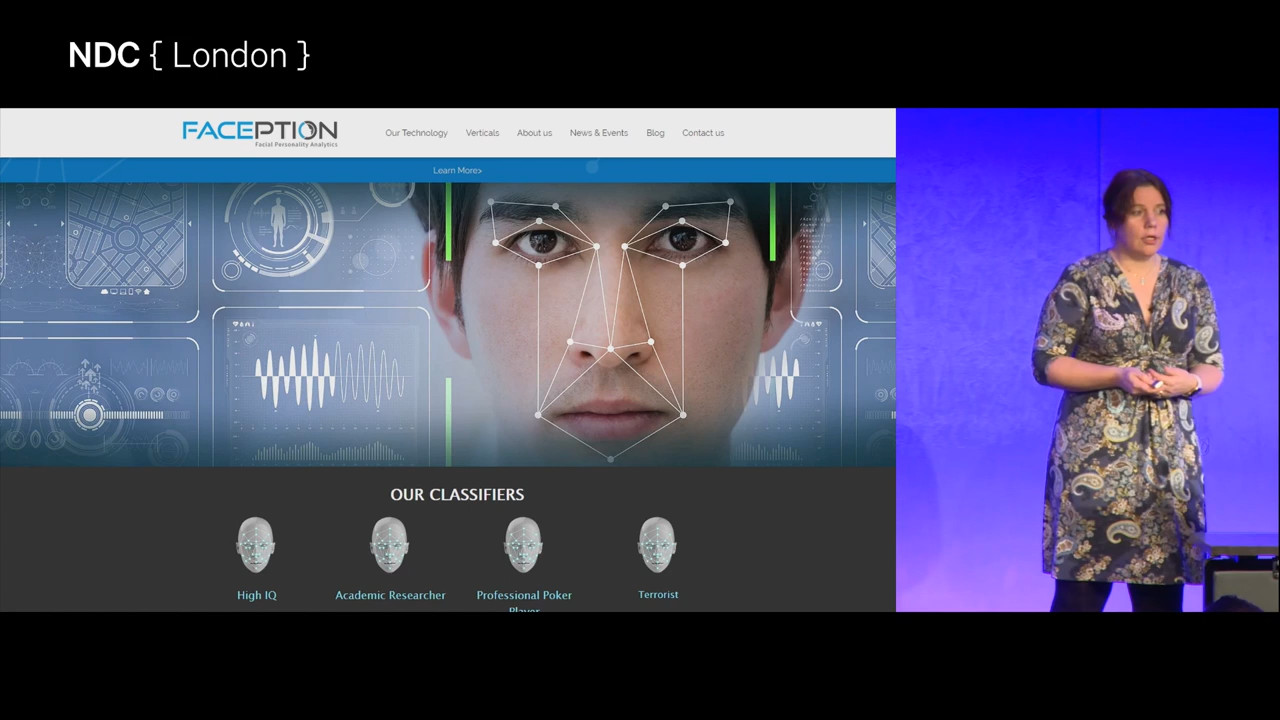 NDC { London }
FACEPTION
Facial Personality Analytics
Our Technology Verticals About us News & Events Blog Contact us
Learn More>
OUR CLASSIFIERS
High IQ Academic Researcher Professional Poker Terrorist
Player